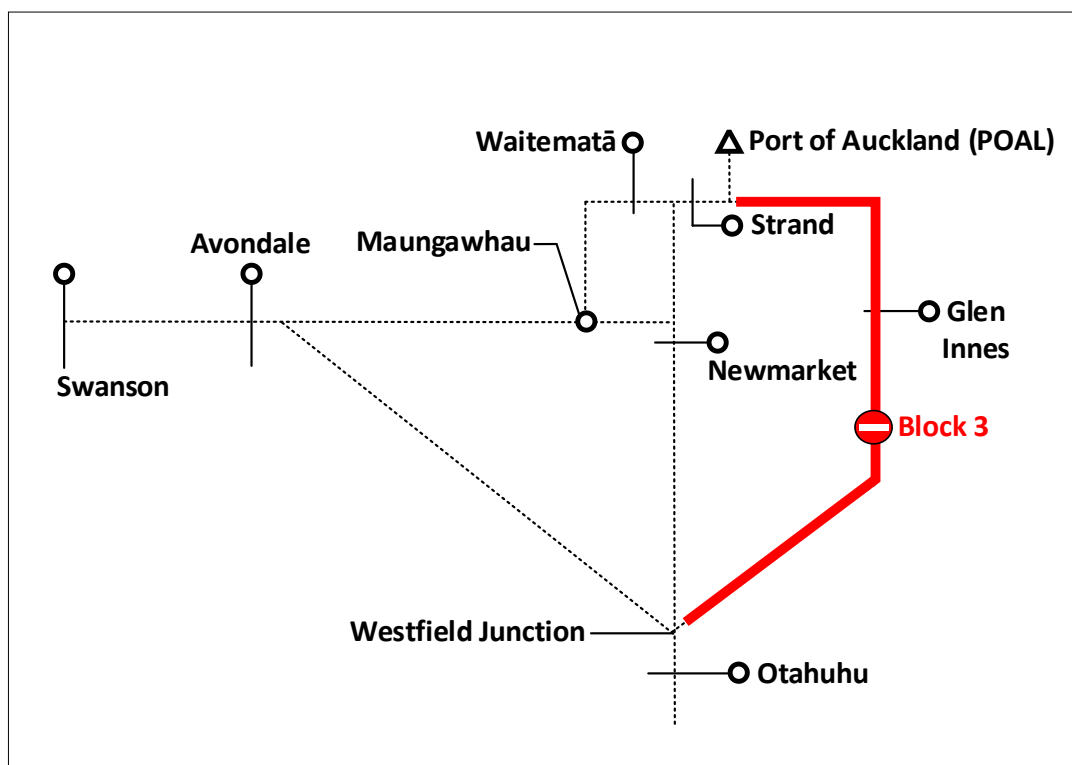 Waitematā
Port of Auckland (POAL)
Strand
Avondale
Maungawhau
Glen
Innes
Newmarket
Swanson
Block 3
Westfield Junction
Otahuhu